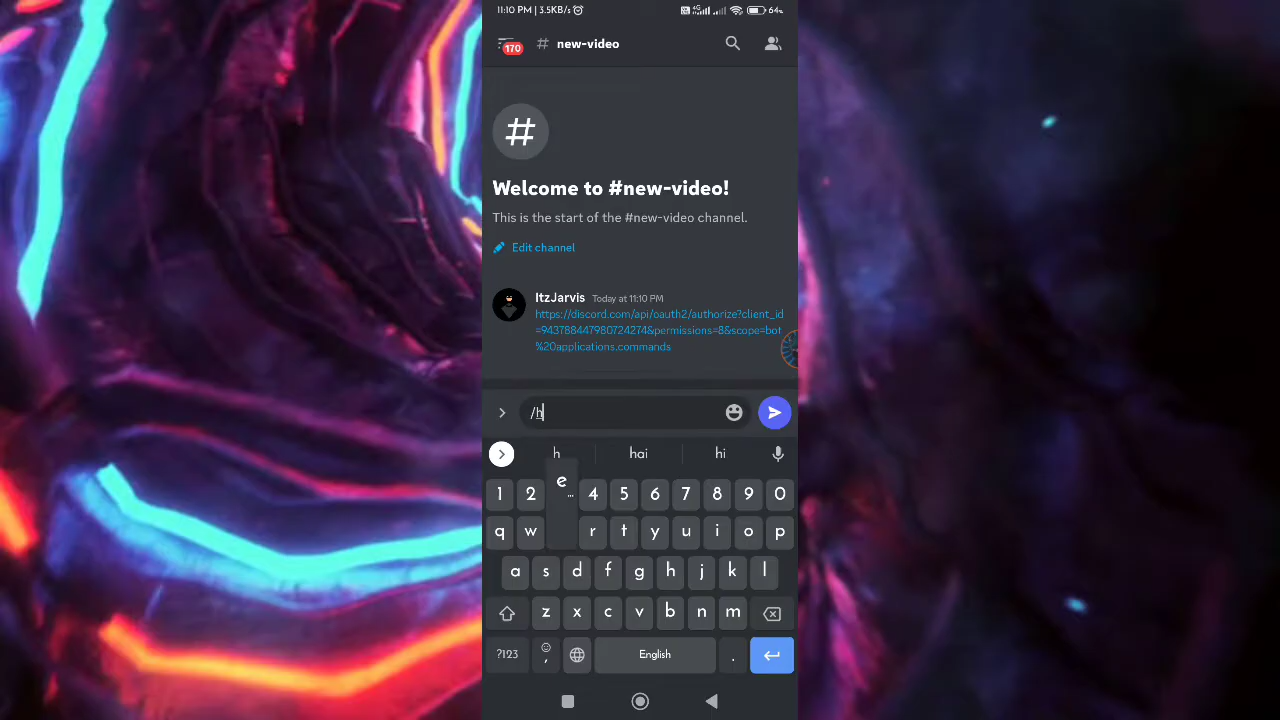 11:10 PM | 3.5KB/s
4G
64
170
# new-video
#
Welcome to #new-video!
This is the start of the #new-video channel.
Edit channel
ItzJarvis Today at 11:10 PM
https://discord.com/api/oauth2/authorize?client_id
=943788447980724274&permissions=8&scope=bot
%20applications.commands
/h
h hai hi
e
...
1 2 4 5 6 7 8 9 0
q w r t y u i o p
a s d f g h j k l
z x c v b n m
?123 , English .